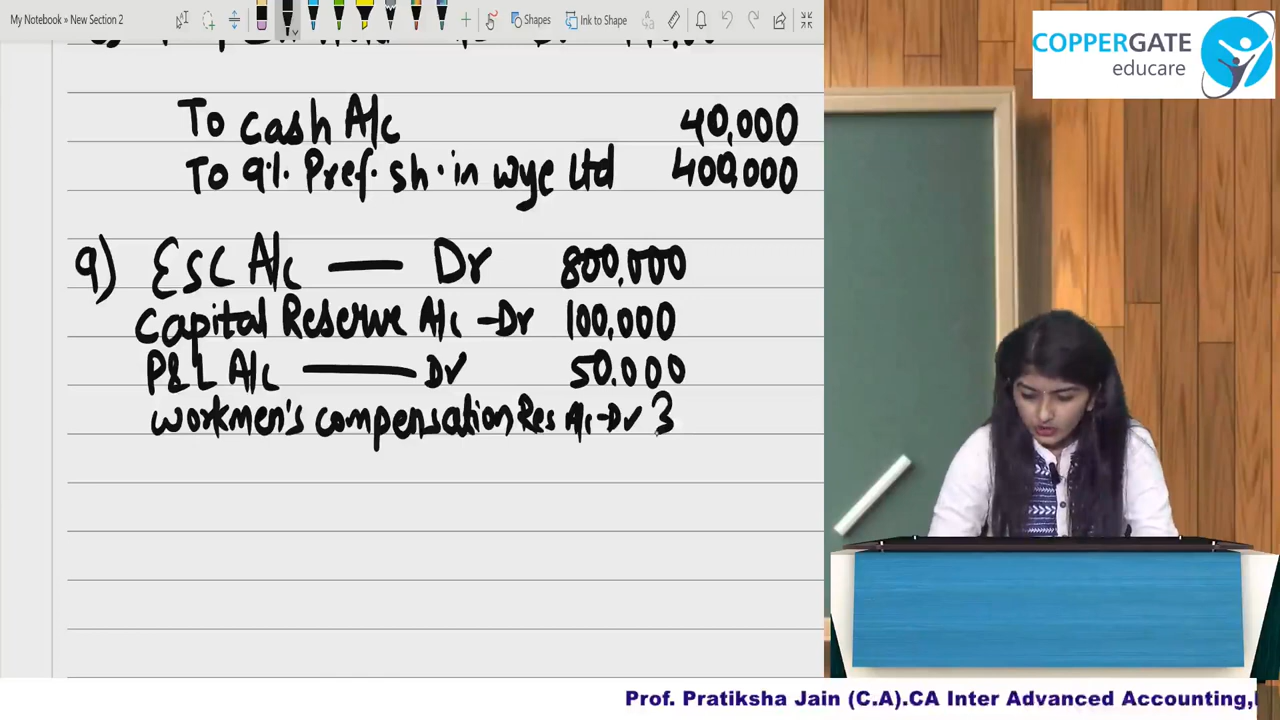 My Notebook » New Section 2
Shapes
Ink to Shape
COPPERGATE
educare
To cash A/c 40,000
To 9%. Pref. sh. in wye Ltd 400,000
9) ESC A/c — Dr 800,000
Capital Reserve A/c - Dr 100,000
P&L A/c — Dr 50,000
workmen's compensation Res A/c - Dr 3
Prof. Pratiksha Jain (C.A).CA Inter Advanced Accounting,